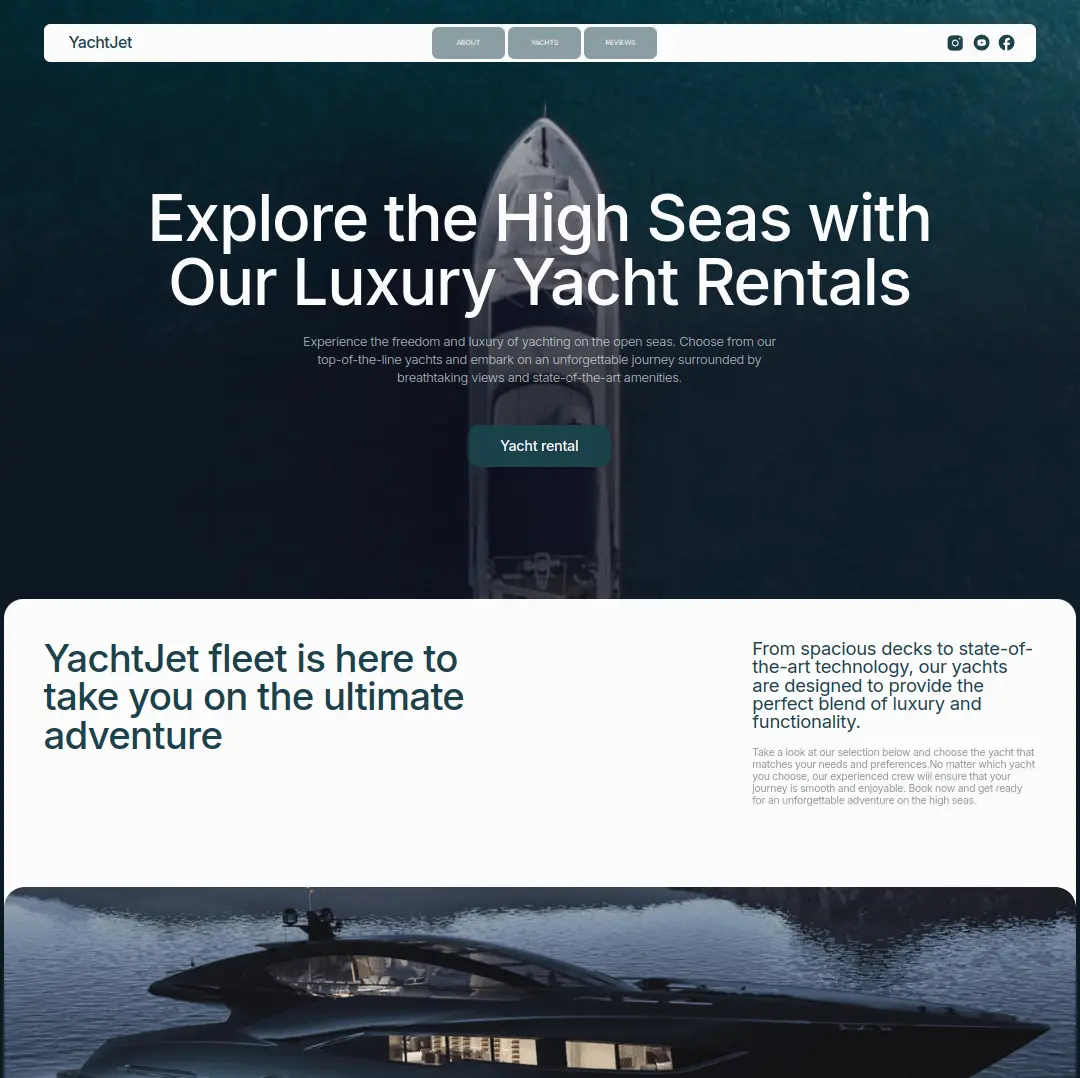 YachtJet
ABOUT
YACHTS
REVIEWS
Explore the High Seas with
Our Luxury Yacht Rentals
Experience the freedom and luxury of yachting on the open seas. Choose from our
top-of-the-line yachts and embark on an unforgettable journey surrounded by
breathtaking views and state-of-the-art amenities.
Yacht rental
YachtJet fleet is here to
take you on the ultimate
adventure
From spacious decks to state-of-
the-art technology, our yachts
are designed to provide the
perfect blend of luxury and
functionality.
Take a look at our selection below and choose the yacht that
matches your needs and preferences.No matter which yacht
you choose, our experienced crew will ensure that your
journey is smooth and enjoyable. Book now and get ready
for an unforgettable adventure on the high seas.